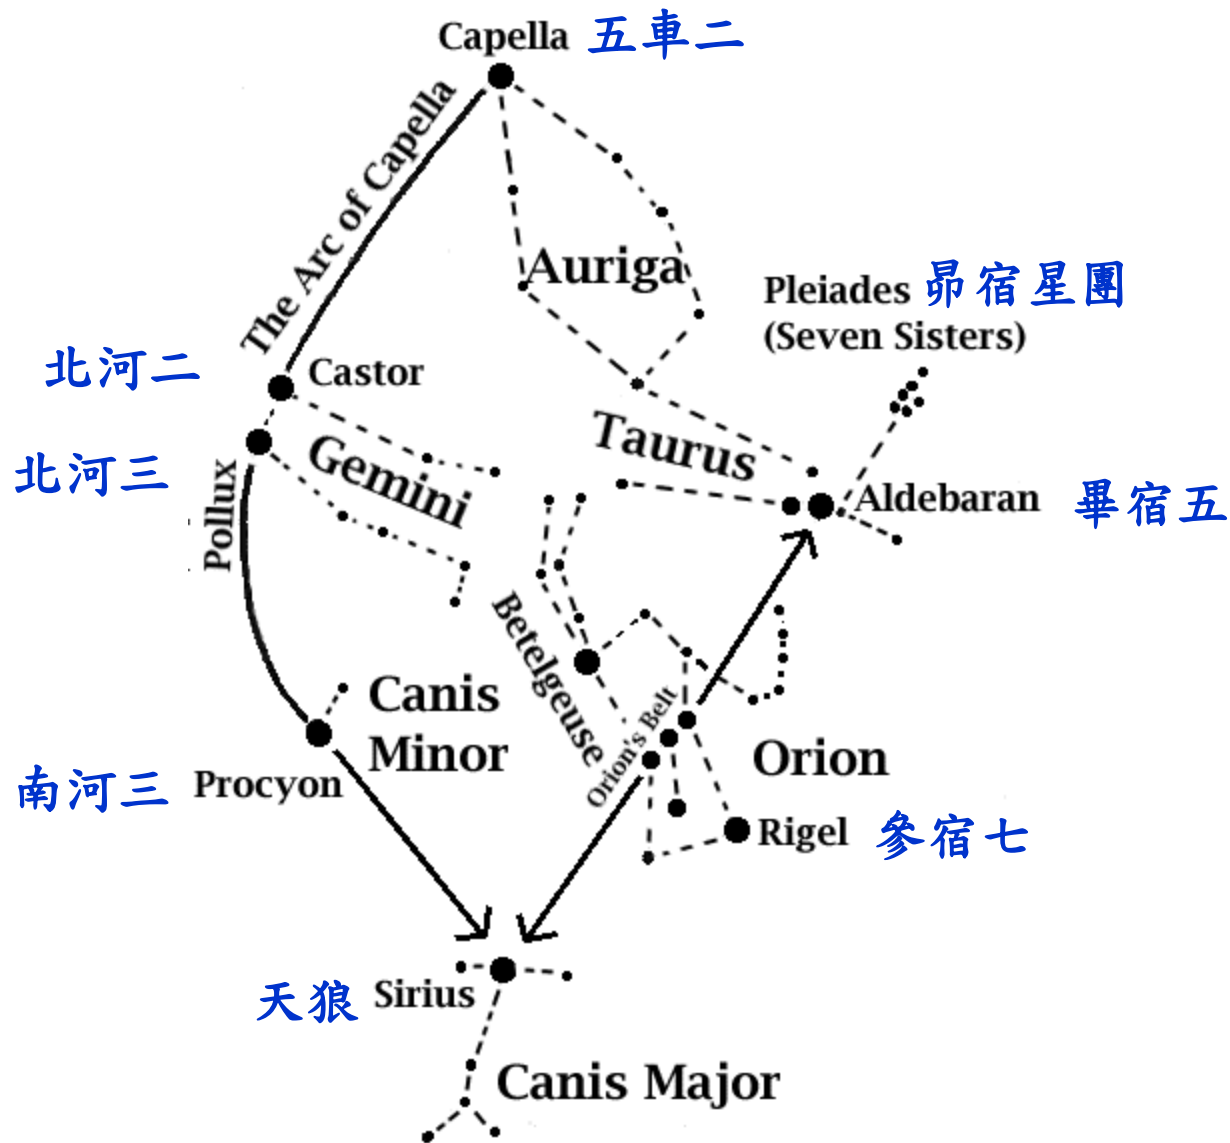 Capella 五車二
The Arc of Capella
Auriga
Pleiades 昴宿星團
(Seven Sisters)
北河二 Castor
Taurus
Gemini
北河三
Pollux
Aldebaran 畢宿五
Betelgeuse
Orion's Belt
Canis
Minor
Orion
南河三 Procyon
Rigel 參宿七
天狼 Sirius
Canis Major